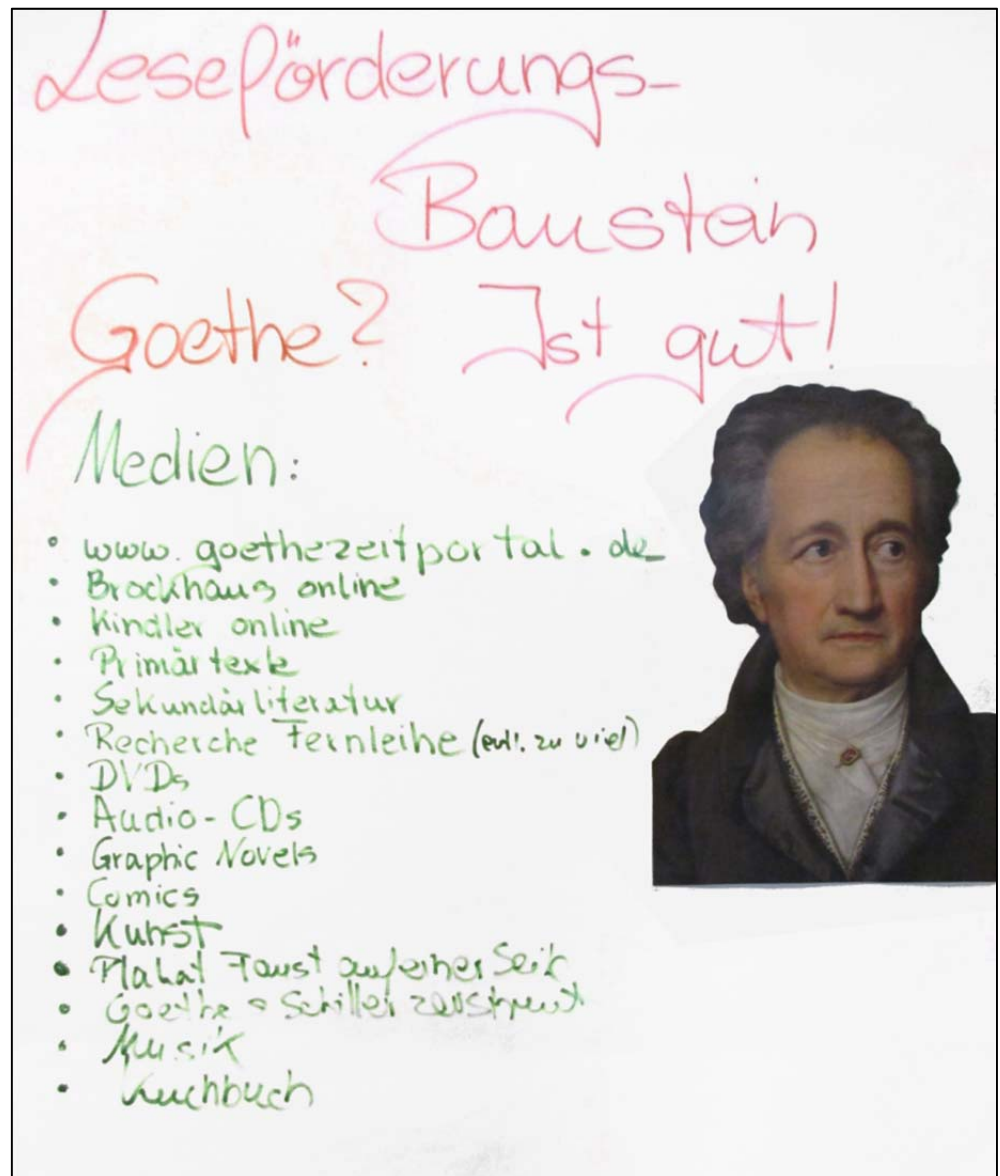 Leseförderungs-
Baustein
Goethe? Ist gut!
Medien:
• www.goethezeitportal.de
• Brockhaus online
• Kindler online
• Primärtexte
• Sekundärliteratur
• Recherche Fernleihe (evtl. zu viel)
• DVDs
• Audio-CDs
• Graphic Novels
• Comics
• Kunst
• Plakat Faust auf einer Seite
• Goethe Schiller
• Musik
• Kochbuch